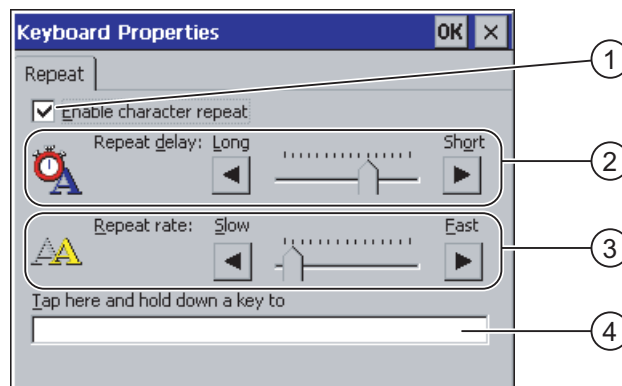 Keyboard Properties OK ×
1
Repeat
Enable character repeat
Repeat delay: Long Short
2
Repeat rate: Slow Fast
3
Tap here and hold down a key to
4